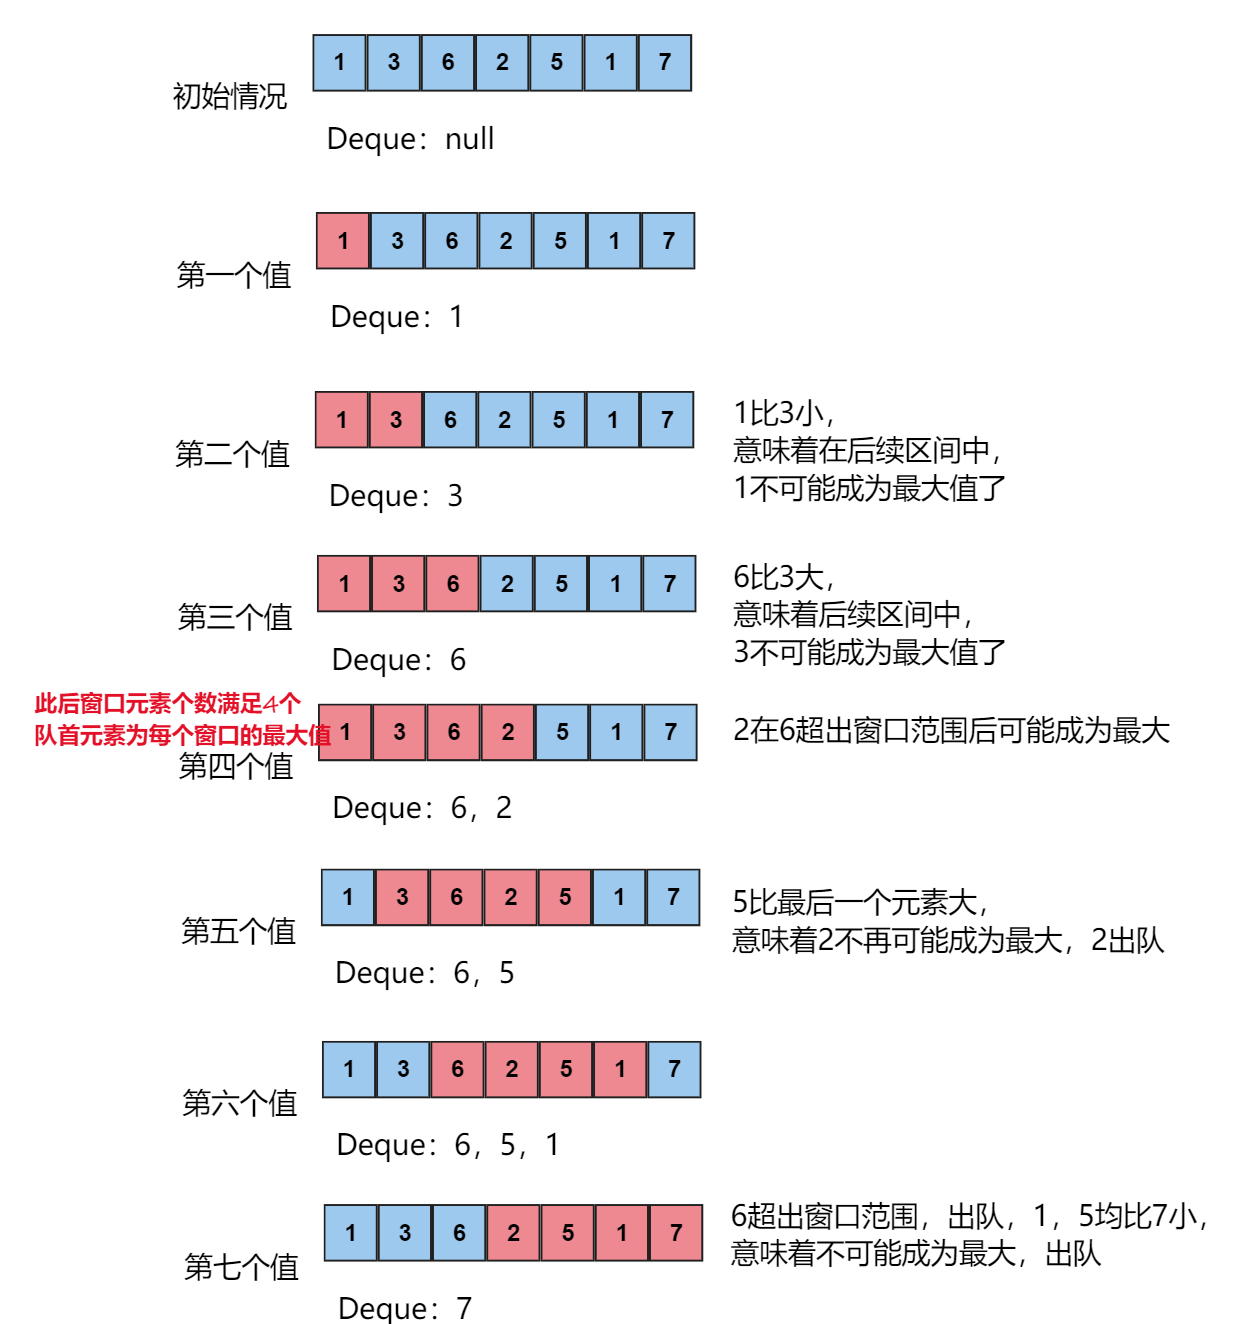 1 3 6 2 5 1 7
初始情况
Deque：null
1 3 6 2 5 1 7
第一个值
Deque：1
1 3 6 2 5 1 7
第二个值
Deque：3
1比3小，
意味着在后续区间中，
1不可能成为最大值了
1 3 6 2 5 1 7
第三个值
Deque：6
6比3大，
意味着后续区间中，
3不可能成为最大值了
此后窗口元素个数满足4个
队首元素为每个窗口的最大值
1 3 6 2 5 1 7
第四个值
Deque：6，2
2在6超出窗口范围后可能成为最大
1 3 6 2 5 1 7
第五个值
Deque：6，5
5比最后一个元素大，
意味着2不再可能成为最大，2出队
1 3 6 2 5 1 7
第六个值
Deque：6，5，1
1 3 6 2 5 1 7
第七个值
Deque：7
6超出窗口范围，出队，1，5均比7小，
意味着不可能成为最大，出队